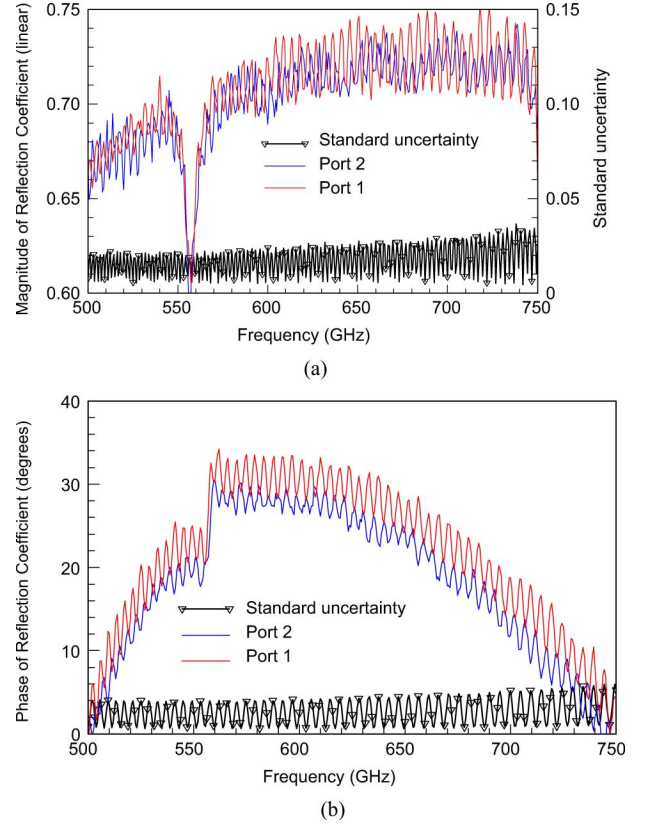 0.75
0.70
0.65
0.60
Magnitude of Reflection Coefficient (linear)
0.15
0.10
0.05
0
Standard uncertainty
Standard uncertainty
Port 2
Port 1
500 550 600 650 700 750
Frequency (GHz)
(a)
40
30
20
10
0
Phase of Reflection Coefficient (degrees)
Standard uncertainty
Port 2
Port 1
500 550 600 650 700 750
Frequency (GHz)
(b)